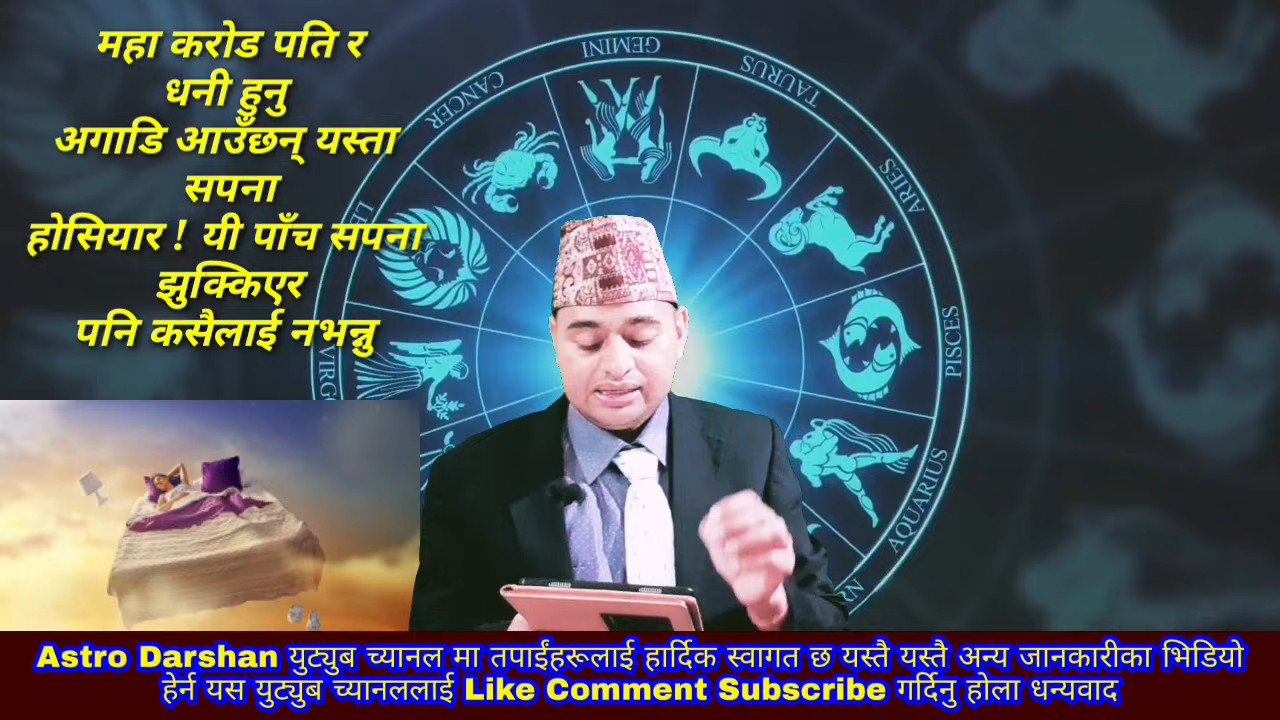 महा करोड पति र
धनी हुनु
अगाडि आउँछन् यस्ता
सपना
होसियार ! यी पाँच सपना
झुक्किएर
पनि कसैलाई नभन्नु
GEMINI
TAURUS
CANCER
ARIES
PISCES
AQUARIUS
Astro Darshan युट्युब च्यानल मा तपाईंहरूलाई हार्दिक स्वागत छ यस्तै यस्तै अन्य जानकारीका भिडियो
हेर्न यस युट्युब च्यानललाई Like Comment Subscribe गर्दिनु होला धन्यवाद